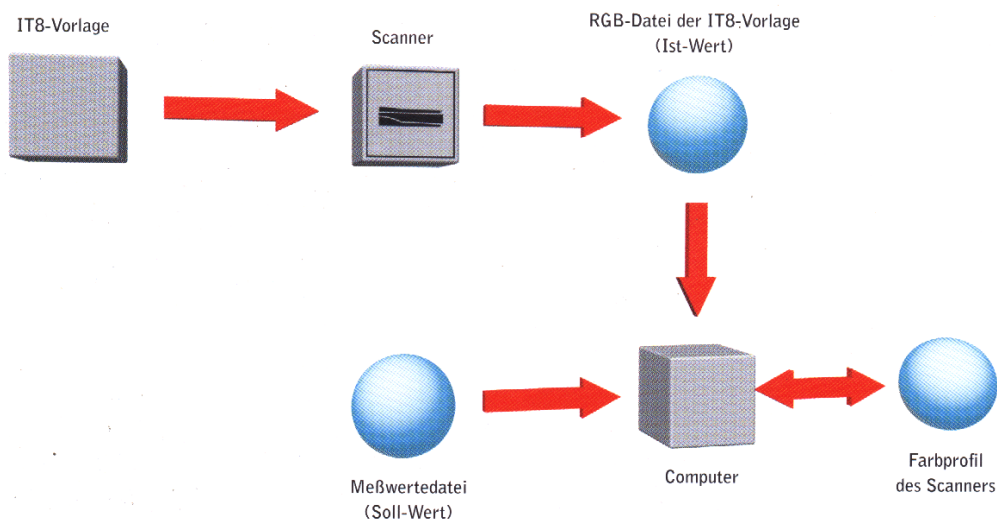 IT8-Vorlage
Scanner
RGB-Datei der IT8-Vorlage
(Ist-Wert)
Meßwertedatei
(Soll-Wert)
Computer
Farbprofil
des Scanners